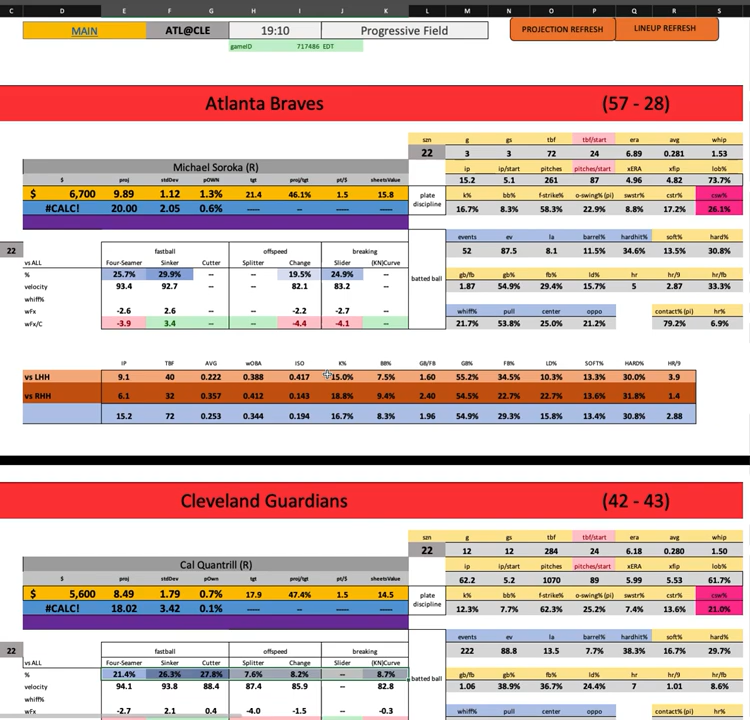 C D E F G H I J K L M N O P Q R S
MAIN ATL@CLE 19:10 Progressive Field PROJECTION REFRESH LINEUP REFRESH
gameID 717486 EDT
Atlanta Braves (57 - 28)
szn g gs tbf tbf/start era avg whip
22 3 3 72 24 6.89 0.281 1.53
Michael Soroka (R) ip ip/start pitches pitches/start xERA xfip lob%
$ proj stdDev pOWN tgt proj/tgt pt/$ sheetsValue 15.2 5.1 261 87 4.96 4.82 73.7%
$ 6,700 9.89 1.12 1.3% 21.4 46.1% 1.5 15.8 plate discipline k% bb% f-strike% o-swing% (pi) swstr% cstr% csw%
#CALC! 20.00 2.05 0.6% ---- -- ---- 16.7% 8.3% 58.3% 22.9% 8.8% 17.2% 26.1%
events ev la barrel% hardhit% soft% hard%
22 fastball offspeed breaking 52 87.5 8.1 11.5% 34.6% 13.5% 30.8%
vs ALL Four-Seamer Sinker Cutter Splitter Change Slider (KN)Curve
% 25.7% 29.9% -- -- 19.5% 24.9% -- batted ball gb/fb gb% fb% ld% hr hr/9 hr/fb
velocity 93.4 92.7 -- -- 82.1 83.2 -- 1.87 54.9% 29.4% 15.7% 5 2.87 33.3%
whiff%
wFx -2.6 2.6 -- -- -2.2 -2.7 -- whiff% pull center oppo contact% (pi) hr%
wFx/C -3.9 3.4 -- -- -4.4 -4.1 -- 21.7% 53.8% 25.0% 21.2% 79.2% 6.9%
IP TBF AVG wOBA ISO K% BB% GB/FB GB% FB% LD% SOFT% HARD% HR/9
vs LHH 9.1 40 0.222 0.388 0.417 15.0% 7.5% 1.60 55.2% 34.5% 10.3% 13.3% 30.0% 3.9
vs RHH 6.1 32 0.357 0.412 0.143 18.8% 9.4% 2.40 54.5% 22.7% 22.7% 13.6% 31.8% 1.4
15.2 72 0.253 0.344 0.194 16.7% 8.3% 1.96 54.9% 29.3% 15.8% 13.4% 30.8% 2.88
Cleveland Guardians (42 - 43)
szn g gs tbf tbf/start era avg whip
22 12 12 284 24 6.18 0.280 1.50
Cal Quantrill (R) ip ip/start pitches pitches/start xERA xfip lob%
$ proj stdDev pOwn tgt proj/tgt pt/$ sheetsValue 62.2 5.2 1070 89 5.99 5.53 61.7%
$ 5,600 8.49 1.79 0.7% 17.9 47.4% 1.5 14.5 plate discipline k% bb% f-strike% o-swing% (pi) swstr% cstr% csw%
#CALC! 18.02 3.42 0.1% ---- -- ---- 12.3% 7.7% 62.3% 25.2% 7.4% 13.6% 21.0%
events ev la barrel% hardhit% soft% hard%
22 fastball offspeed breaking 222 88.8 13.5 7.7% 38.3% 16.7% 29.7%
vs ALL Four-Seamer Sinker Cutter Splitter Change Slider (KN)Curve
% 21.4% 26.3% 27.8% 7.6% 8.2% -- 8.7% batted ball gb/fb gb% fb% ld% hr hr/9 hr/fb
velocity 94.1 93.8 88.4 87.4 85.9 -- 82.8 1.06 38.9% 36.7% 24.4% 7 1.01 8.6%
whiff%
wFx -2.7 2.1 0.4 -4.0 -1.5 -- -0.3 whiff% pull center oppo contact% (pi) hr%